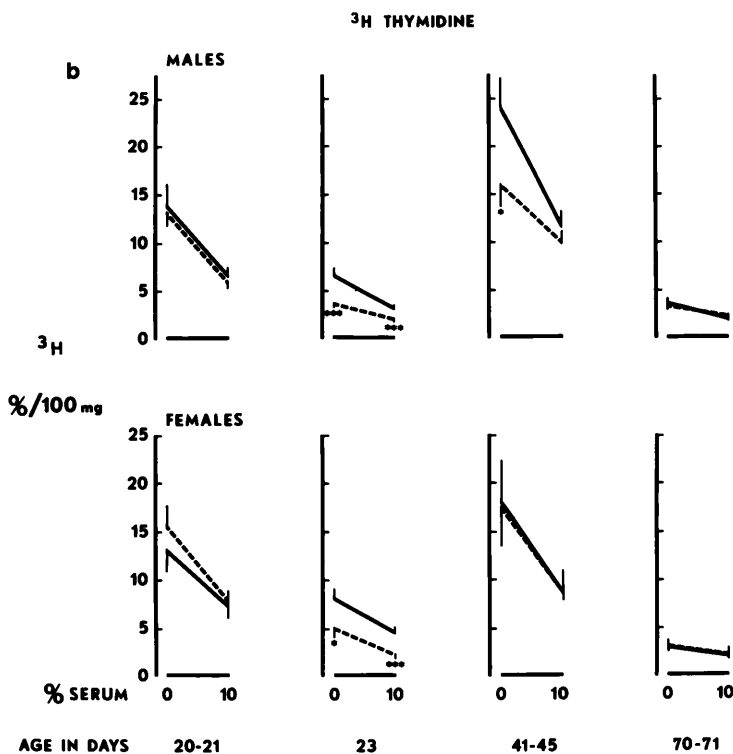 ³H THYMIDINE
b
MALES
25
20
15
10
5
0
***
***
*
³H
%/100 mg
FEMALES
25
20
15
10
5
0
*
***
% SERUM 0 10 0 10 0 10 0 10
AGE IN DAYS 20-21 23 41-45 70-71